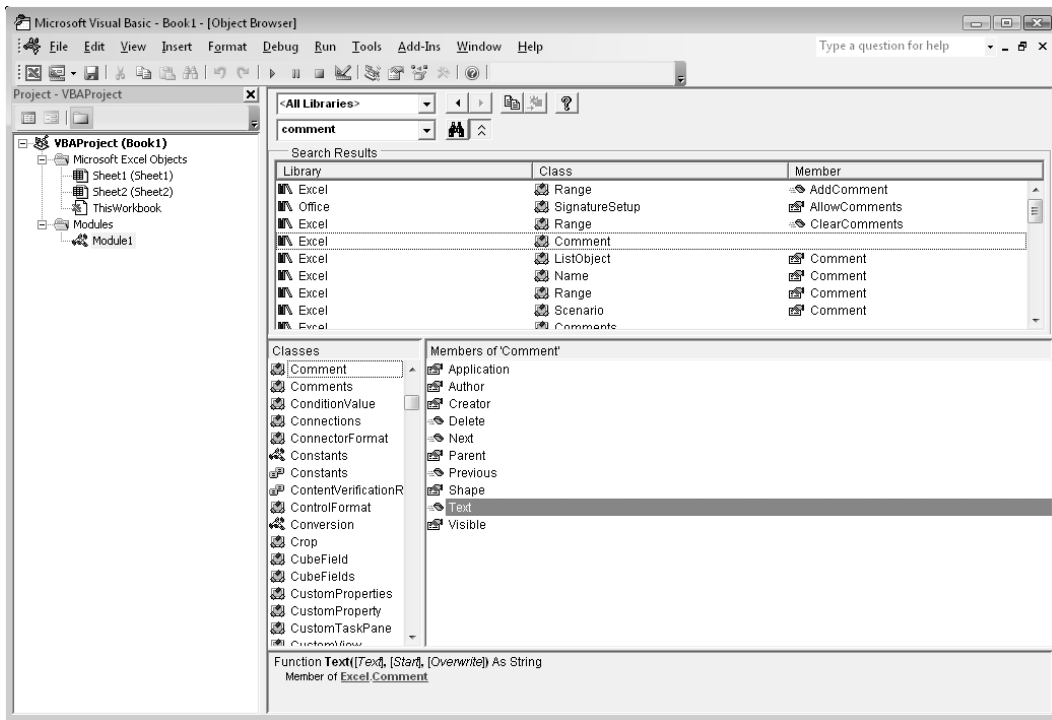 Microsoft Visual Basic - Book1 - [Object Browser]
File Edit View Insert Format Debug Run Tools Add-Ins Window Help Type a question for help
Project - VBAProject
VBAProject (Book1)
Microsoft Excel Objects
Sheet1 (Sheet1)
Sheet2 (Sheet2)
ThisWorkbook
Modules
Module1
<All Libraries>
comment
Search Results
Library Class Member
Excel Range AddComment
Office SignatureSetup AllowComments
Excel Range ClearComments
Excel Comment
Excel ListObject Comment
Excel Name Comment
Excel Range Comment
Excel Scenario Comment
Excel Comments
Classes
Comment
Comments
ConditionValue
Connections
ConnectorFormat
Constants
Constants
ContentVerificationR
ControlFormat
Conversion
Crop
CubeField
CubeFields
CustomProperties
CustomProperty
CustomTaskPane
CustomView
Members of 'Comment'
Application
Author
Creator
Delete
Next
Parent
Previous
Shape
Text
Visible
Function Text([Text], [Start], [Overwrite]) As String
Member of Excel.Comment